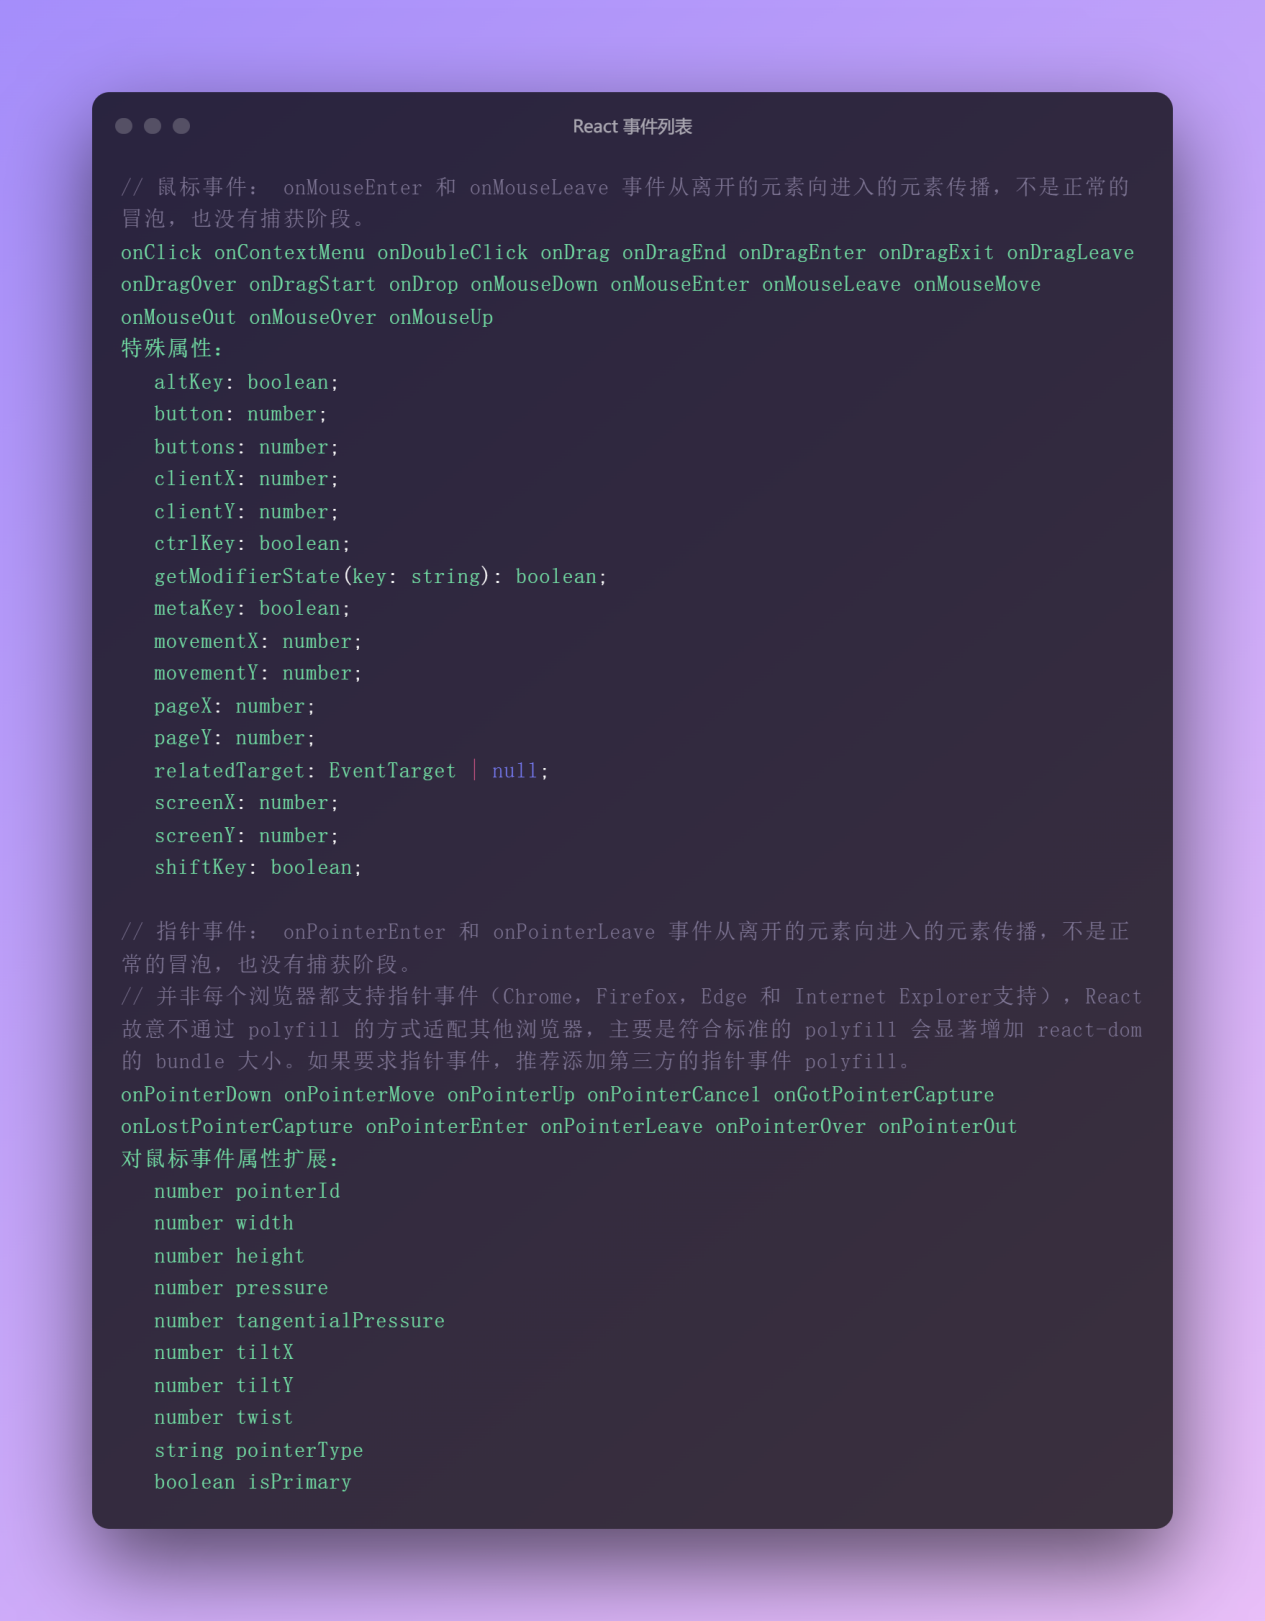 React 事件列表
// 鼠标事件： onMouseEnter 和 onMouseLeave 事件从离开的元素向进入的元素传播，不是正常的
冒泡，也没有捕获阶段。
onClick onContextMenu onDoubleClick onDrag onDragEnd onDragEnter onDragExit onDragLeave
onDragOver onDragStart onDrop onMouseDown onMouseEnter onMouseLeave onMouseMove
onMouseOut onMouseOver onMouseUp
特殊属性：
altKey: boolean;
button: number;
buttons: number;
clientX: number;
clientY: number;
ctrlKey: boolean;
getModifierState(key: string): boolean;
metaKey: boolean;
movementX: number;
movementY: number;
pageX: number;
pageY: number;
relatedTarget: EventTarget | null;
screenX: number;
screenY: number;
shiftKey: boolean;
// 指针事件： onPointerEnter 和 onPointerLeave 事件从离开的元素向进入的元素传播，不是正
常的冒泡，也没有捕获阶段。
// 并非每个浏览器都支持指针事件（Chrome，Firefox，Edge 和 Internet Explorer支持），React
故意不通过 polyfill 的方式适配其他浏览器，主要是符合标准的 polyfill 会显著增加 react-dom
的 bundle 大小。如果要求指针事件，推荐添加第三方的指针事件 polyfill。
onPointerDown onPointerMove onPointerUp onPointerCancel onGotPointerCapture
onLostPointerCapture onPointerEnter onPointerLeave onPointerOver onPointerOut
对鼠标事件属性扩展：
number pointerId
number width
number height
number pressure
number tangentialPressure
number tiltX
number tiltY
number twist
string pointerType
boolean isPrimary